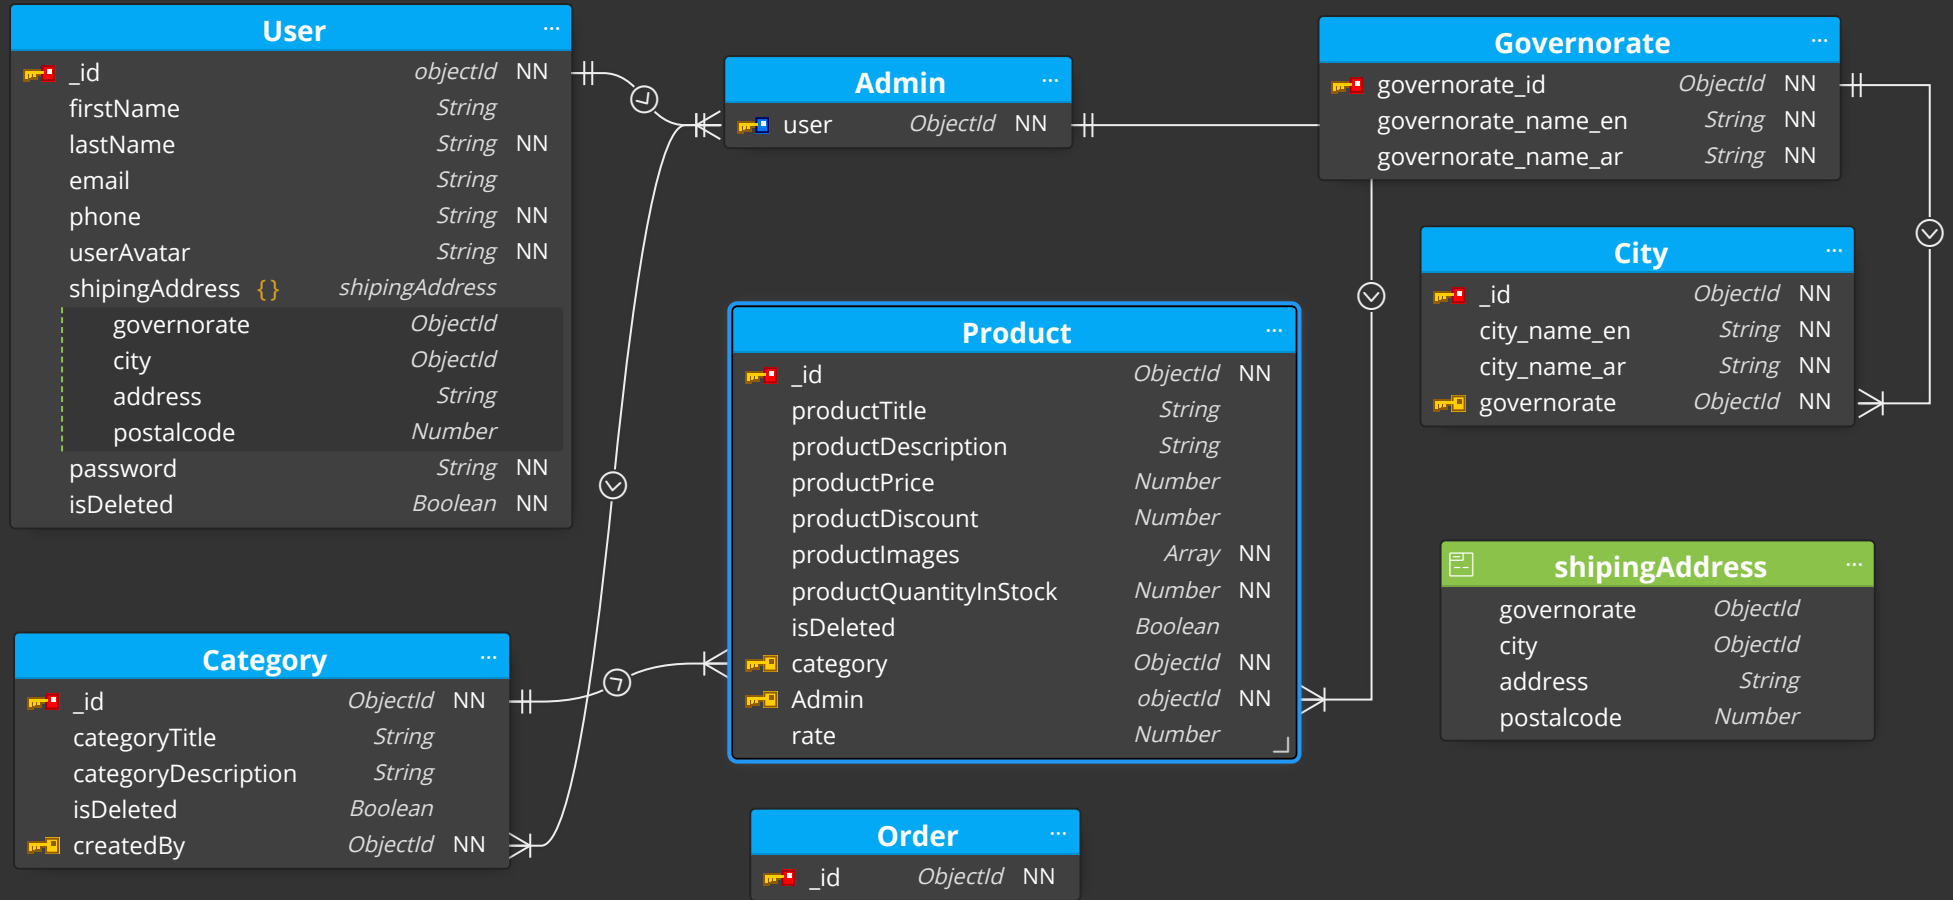 User ...
_id objectId NN
firstName String
lastName String NN
email String
phone String NN
userAvatar String NN
shipingAddress {} shipingAddress
governorate ObjectId
city ObjectId
address String
postalcode Number
password String NN
isDeleted Boolean NN
Admin ...
user ObjectId NN
Governorate ...
governorate_id ObjectId NN
governorate_name_en String NN
governorate_name_ar String NN
City ...
_id ObjectId NN
city_name_en String NN
city_name_ar String NN
governorate ObjectId NN
Product ...
_id ObjectId NN
productTitle String
productDescription String
productPrice Number
productDiscount Number
productImages Array NN
productQuantityInStock Number NN
isDeleted Boolean
category ObjectId NN
Admin objectId NN
rate Number
shipingAddress ...
governorate ObjectId
city ObjectId
address String
postalcode Number
Category ...
_id ObjectId NN
categoryTitle String
categoryDescription String
isDeleted Boolean
createdBy ObjectId NN
Order ...
_id ObjectId NN